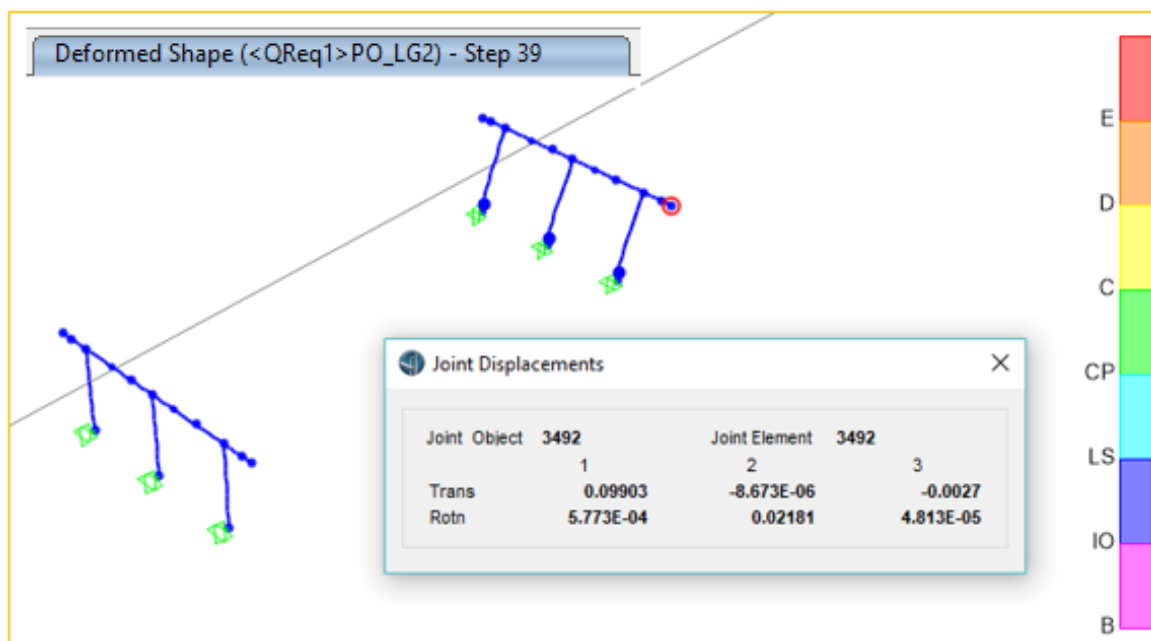 Deformed Shape (<QReq1>PO_LG2) - Step 39
E
D
C
CP
LS
IO
B
Joint Displacements
Joint Object 3492 Joint Element 3492
1 2 3
Trans 0.09903 -8.673E-06 -0.0027
Rotn 5.773E-04 0.02181 4.813E-05